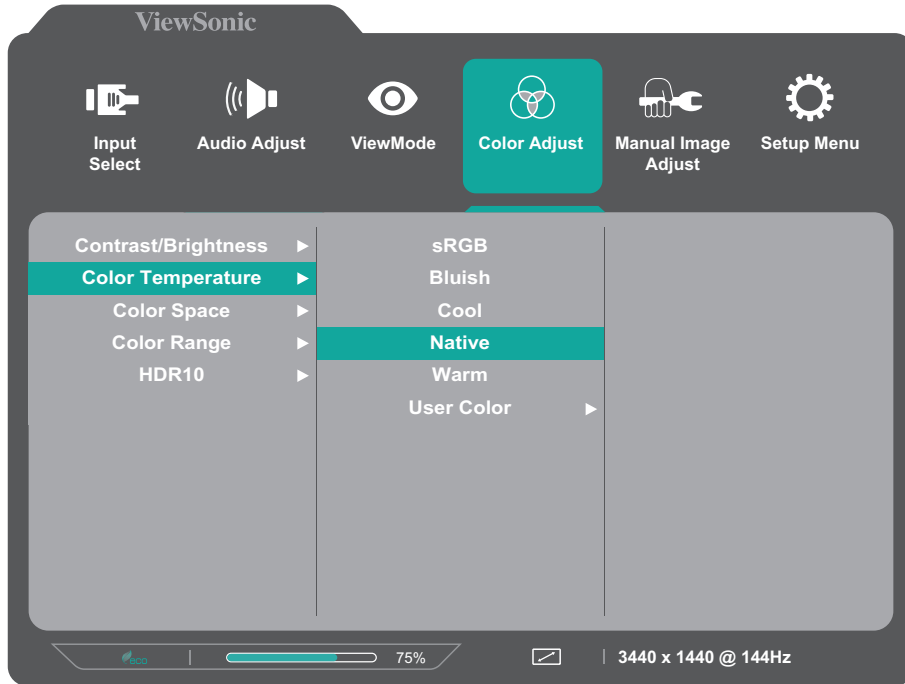 ViewSonic
Input
Select
Audio Adjust
ViewMode
Color Adjust
Manual Image
Adjust
Setup Menu
Contrast/Brightness
Color Temperature
Color Space
Color Range
HDR10
sRGB
Bluish
Cool
Native
Warm
User Color
eco
75%
3440 x 1440 @ 144Hz